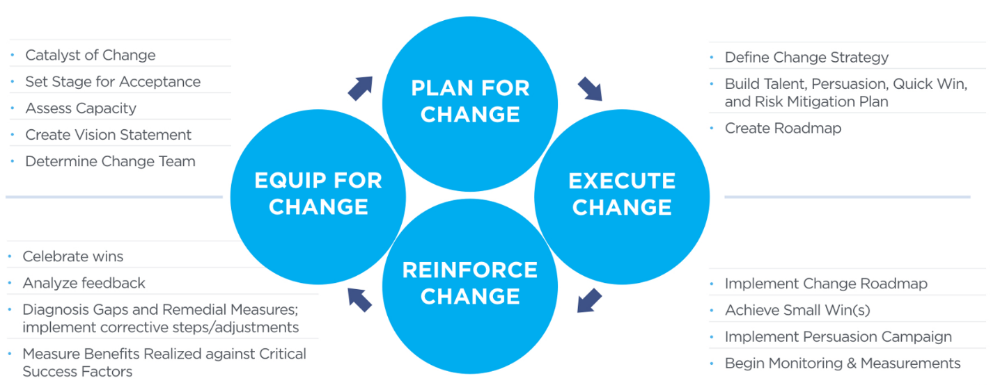 • Catalyst of Change
• Set Stage for Acceptance
• Assess Capacity
• Create Vision Statement
• Determine Change Team
PLAN FOR
CHANGE
• Define Change Strategy
• Build Talent, Persuasion, Quick Win,
and Risk Mitigation Plan
• Create Roadmap
EQUIP FOR
CHANGE
EXECUTE
CHANGE
REINFORCE
CHANGE
• Celebrate wins
• Analyze feedback
• Diagnosis Gaps and Remedial Measures;
implement corrective steps/adjustments
• Measure Benefits Realized against Critical
Success Factors
• Implement Change Roadmap
• Achieve Small Win(s)
• Implement Persuasion Campaign
• Begin Monitoring & Measurements